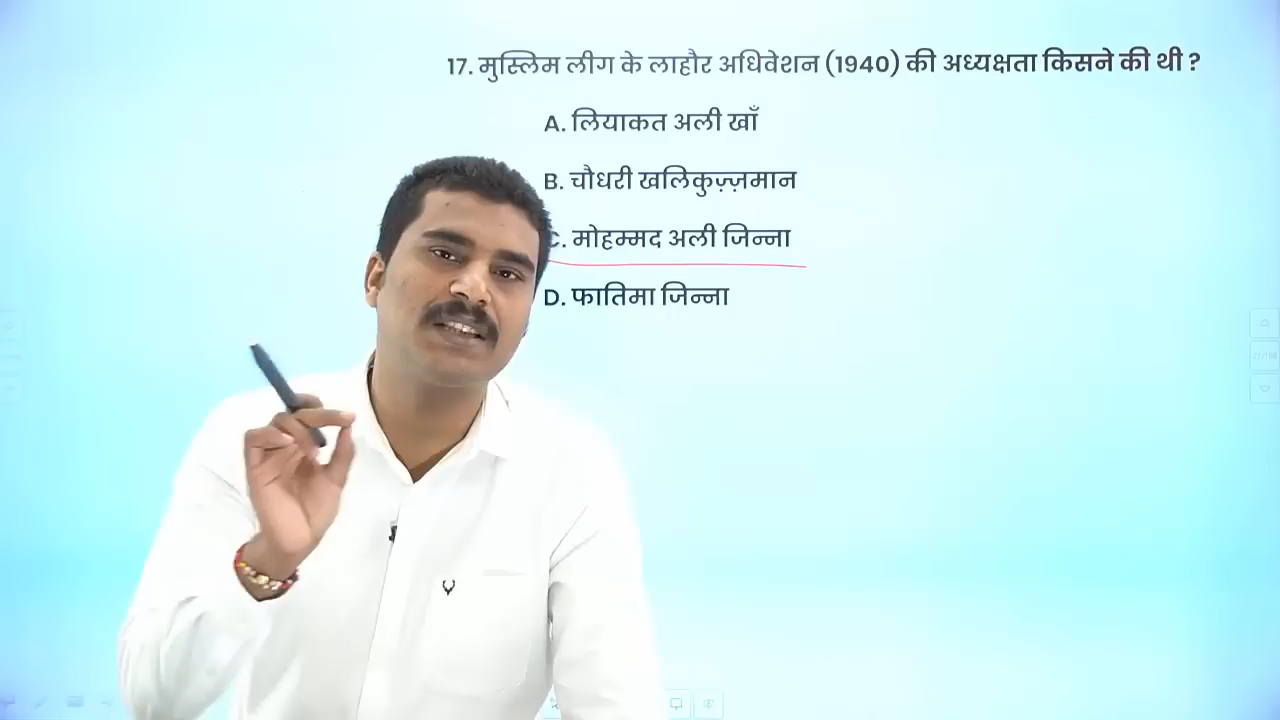 17. मुस्लिम लीग के लाहौर अधिवेशन (1940) की अध्यक्षता किसने की थी ?
A. लियाकत अली खाँ
B. चौधरी खलिकुज़्ज़मान
C. मोहम्मद अली जिन्ना
D. फातिमा जिन्ना